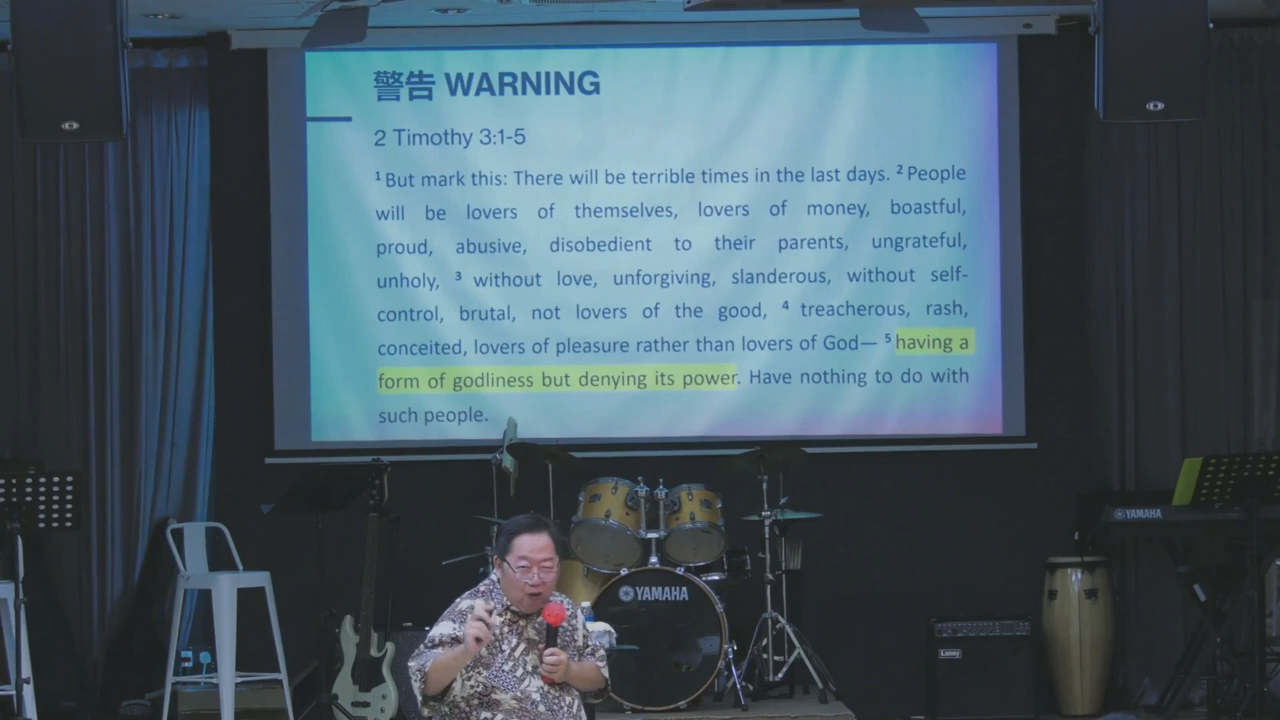 警告 WARNING
2 Timothy 3:1-5
¹ But mark this: There will be terrible times in the last days. ² People
will be lovers of themselves, lovers of money, boastful,
proud, abusive, disobedient to their parents, ungrateful,
unholy, ³ without love, unforgiving, slanderous, without self-
control, brutal, not lovers of the good, ⁴ treacherous, rash,
conceited, lovers of pleasure rather than lovers of God— ⁵ having a
form of godliness but denying its power. Have nothing to do with
such people.
YAMAHA
YAMAHA
Laney